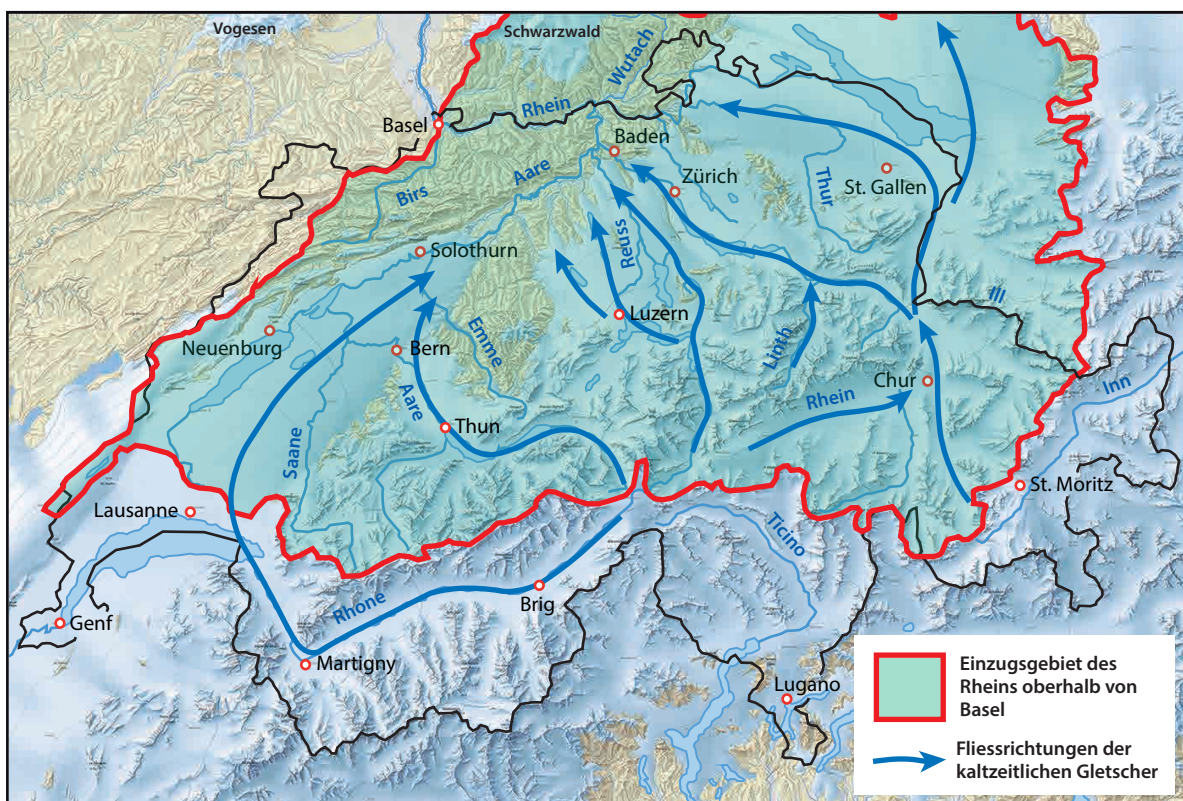 Vogesen
Schwarzwald
Wutach
Rhein
Basel
Baden
Aare
Birs
Zürich
Thur
St. Gallen
Solothurn
Reuss
Luzern
Ill
Neuenburg
Bern
Emme
Linth
Chur
Aare
Rhein
Inn
Thun
Saane
St. Moritz
Lausanne
Ticino
Brig
Rhone
Genf
Martigny
Lugano
Einzugsgebiet des
Rheins oberhalb von
Basel
Fliessrichtungen der
kaltzeitlichen Gletscher